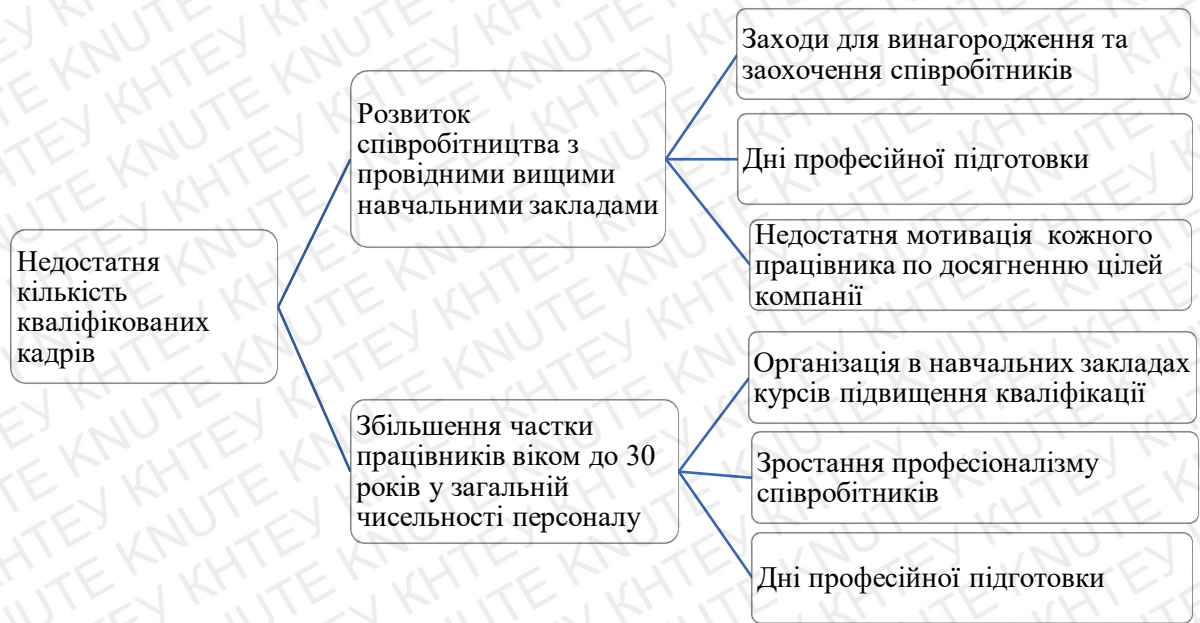 Недостатня
кількість
кваліфікованих
кадрів
Розвиток
співробітництва з
провідними вищими
навчальними закладами
Заходи для винагородження та
заохочення співробітників
Дні професійної підготовки
Недостатня мотивація кожного
працівника по досягненню цілей
компанії
Збільшення частки
працівників віком до 30
років у загальній
чисельності персоналу
Організація в навчальних закладах
курсів підвищення кваліфікації
Зростання професіоналізму
співробітників
Дні професійної підготовки